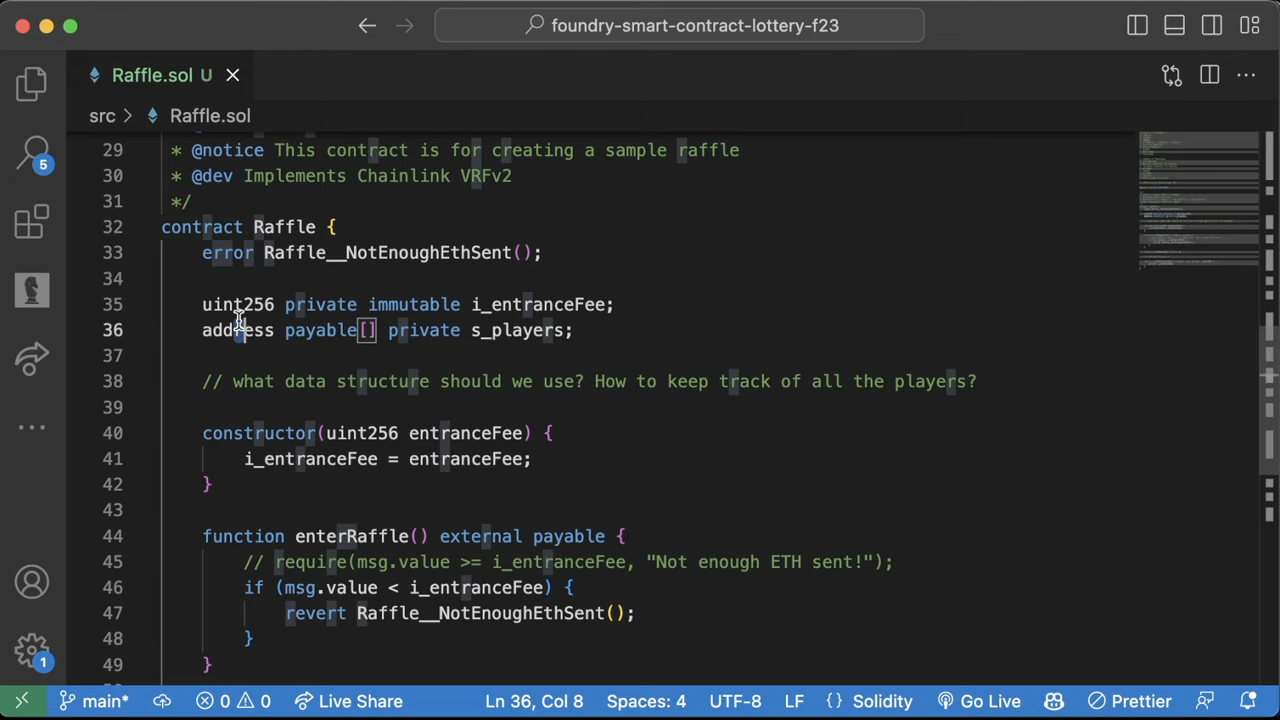 foundry-smart-contract-lottery-f23
Raffle.sol U
src > Raffle.sol
5
29 * @notice This contract is for creating a sample raffle
30 * @dev Implements Chainlink VRFv2
31 */
32 contract Raffle {
33 error Raffle__NotEnoughEthSent();
34
35 uint256 private immutable i_entranceFee;
36 address payable[] private s_players;
37
38 // what data structure should we use? How to keep track of all the players?
39
40 constructor(uint256 entranceFee) {
41 i_entranceFee = entranceFee;
42 }
43
44 function enterRaffle() external payable {
45 // require(msg.value >= i_entranceFee, "Not enough ETH sent!");
46 if (msg.value < i_entranceFee) {
47 revert Raffle__NotEnoughEthSent();
48 }
49 }
1
main* 0 0 Live Share Ln 36, Col 8 Spaces: 4 UTF-8 LF {} Solidity Go Live Prettier